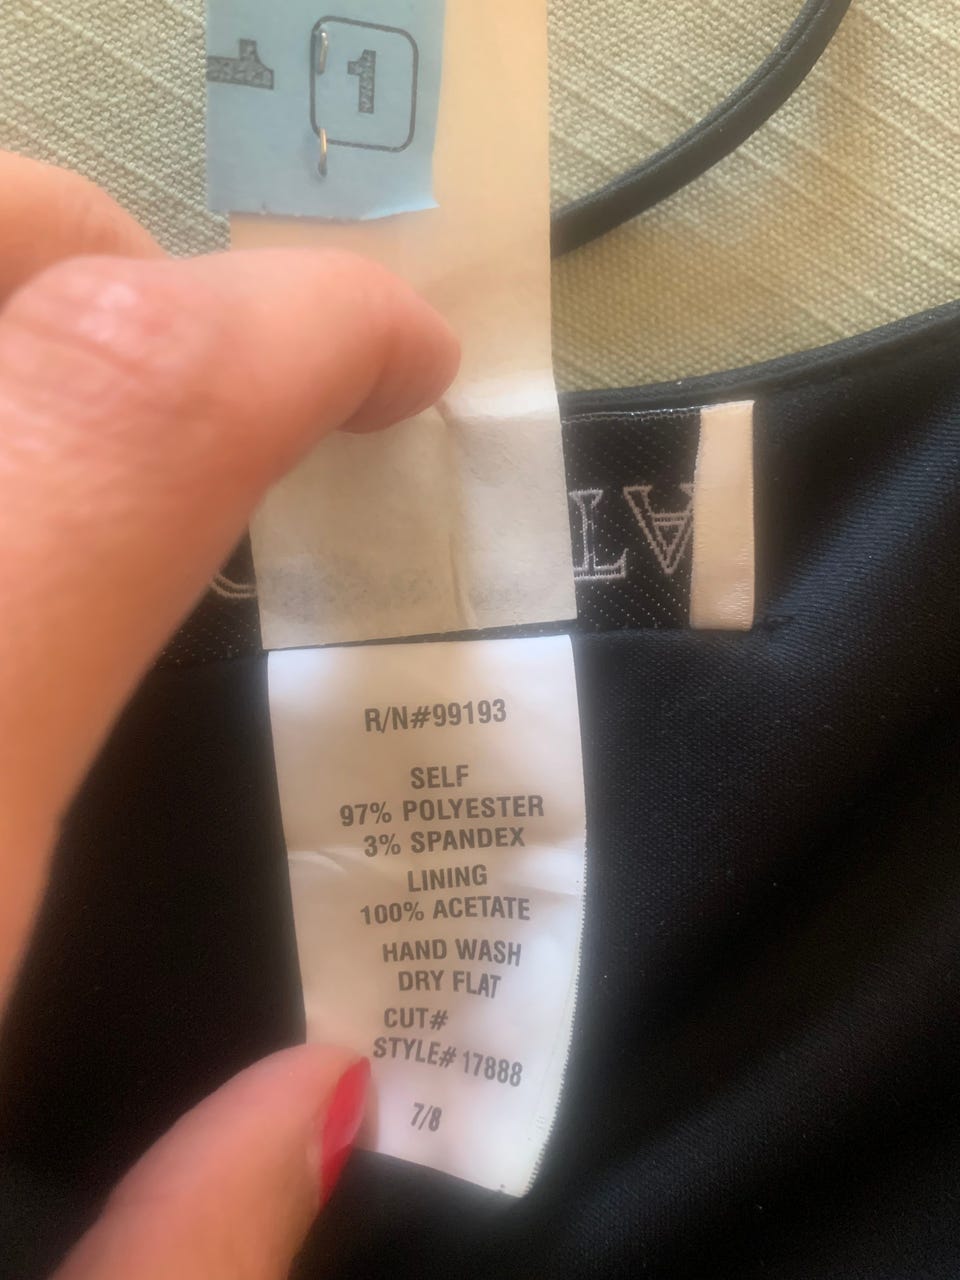 1
1
R/N#99193
SELF
97% POLYESTER
3% SPANDEX
LINING
100% ACETATE
HAND WASH
DRY FLAT
CUT#
STYLE# 17888
7/8